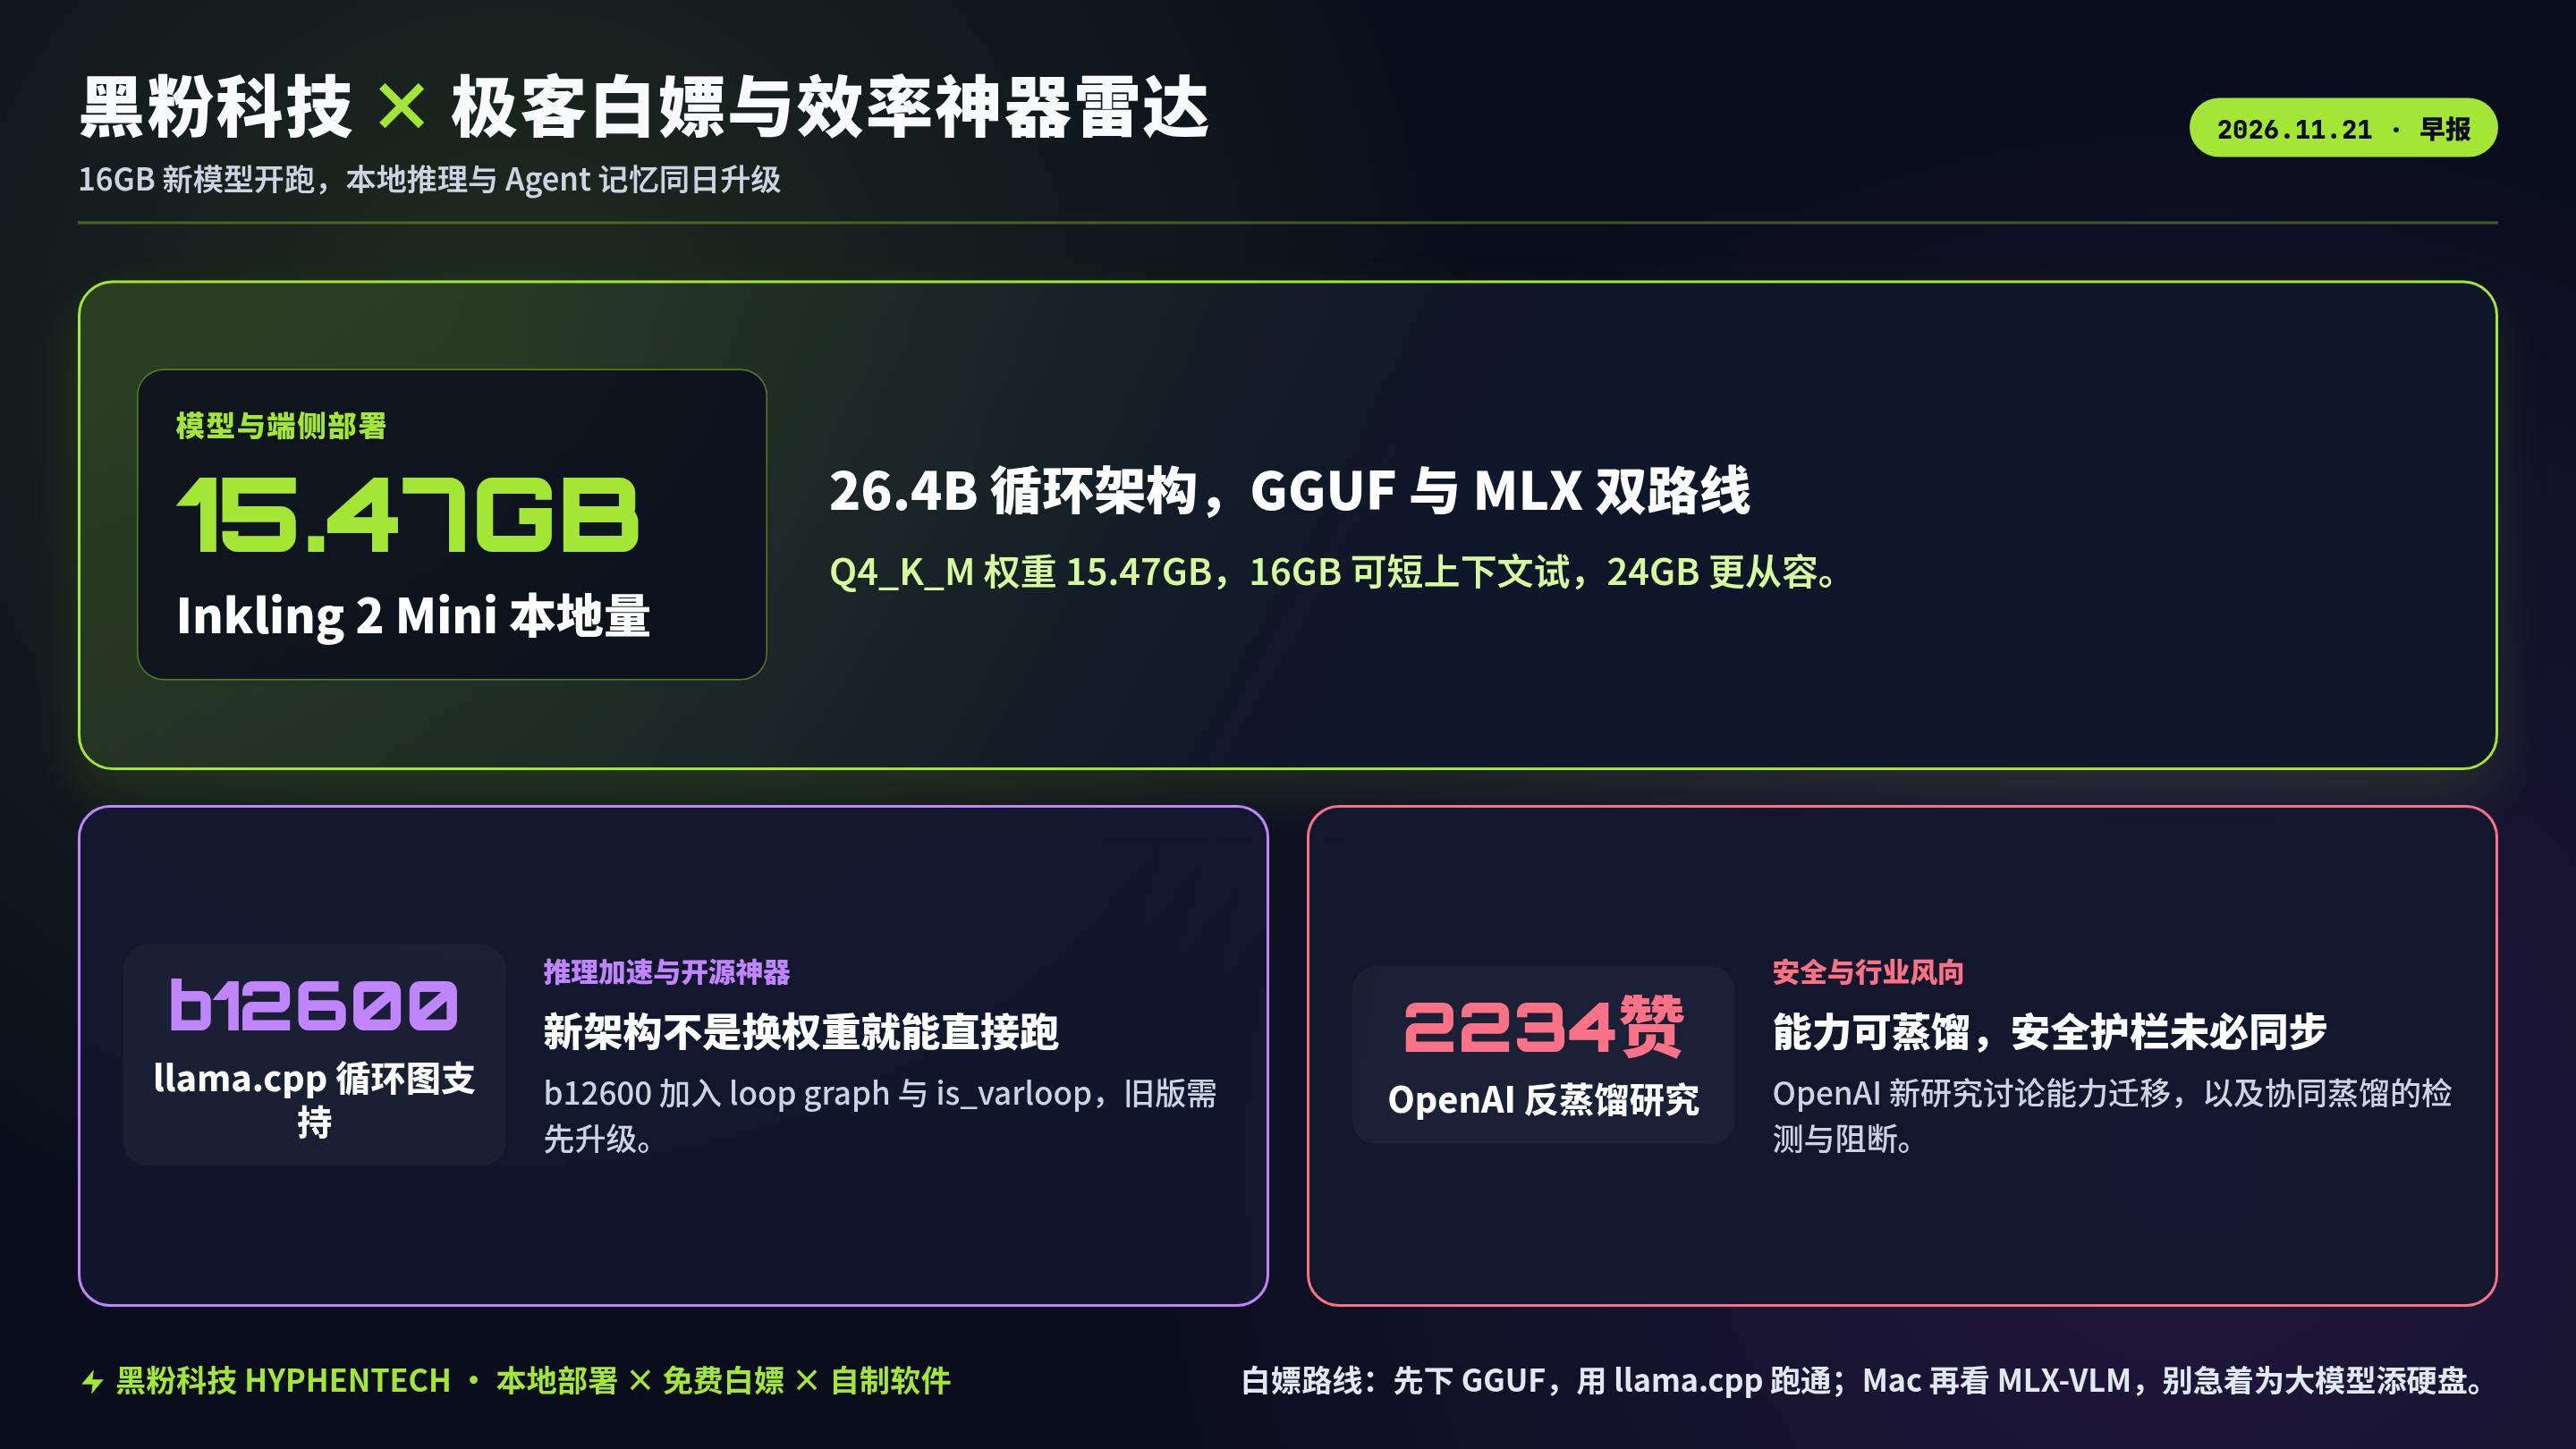 黑粉科技 × 极客白嫖与效率神器雷达
2026.11.21 · 早报
16GB 新模型开跑，本地推理与 Agent 记忆同日升级
模型与端侧部署
15.47GB
Inkling 2 Mini 本地量
26.4B 循环架构，GGUF 与 MLX 双路线
Q4_K_M 权重 15.47GB，16GB 可短上下文试，24GB 更从容。
b12600
llama.cpp 循环图支
持
推理加速与开源神器
新架构不是换权重就能直接跑
b12600 加入 loop graph 与 is_varloop，旧版需
先升级。
2234赞
OpenAI 反蒸馏研究
安全与行业风向
能力可蒸馏，安全护栏未必同步
OpenAI 新研究讨论能力迁移，以及协同蒸馏的检
测与阻断。
黑粉科技 HYPHENTECH · 本地部署 × 免费白嫖 × 自制软件
白嫖路线：先下 GGUF，用 llama.cpp 跑通；Mac 再看 MLX-VLM，别急着为大模型添硬盘。